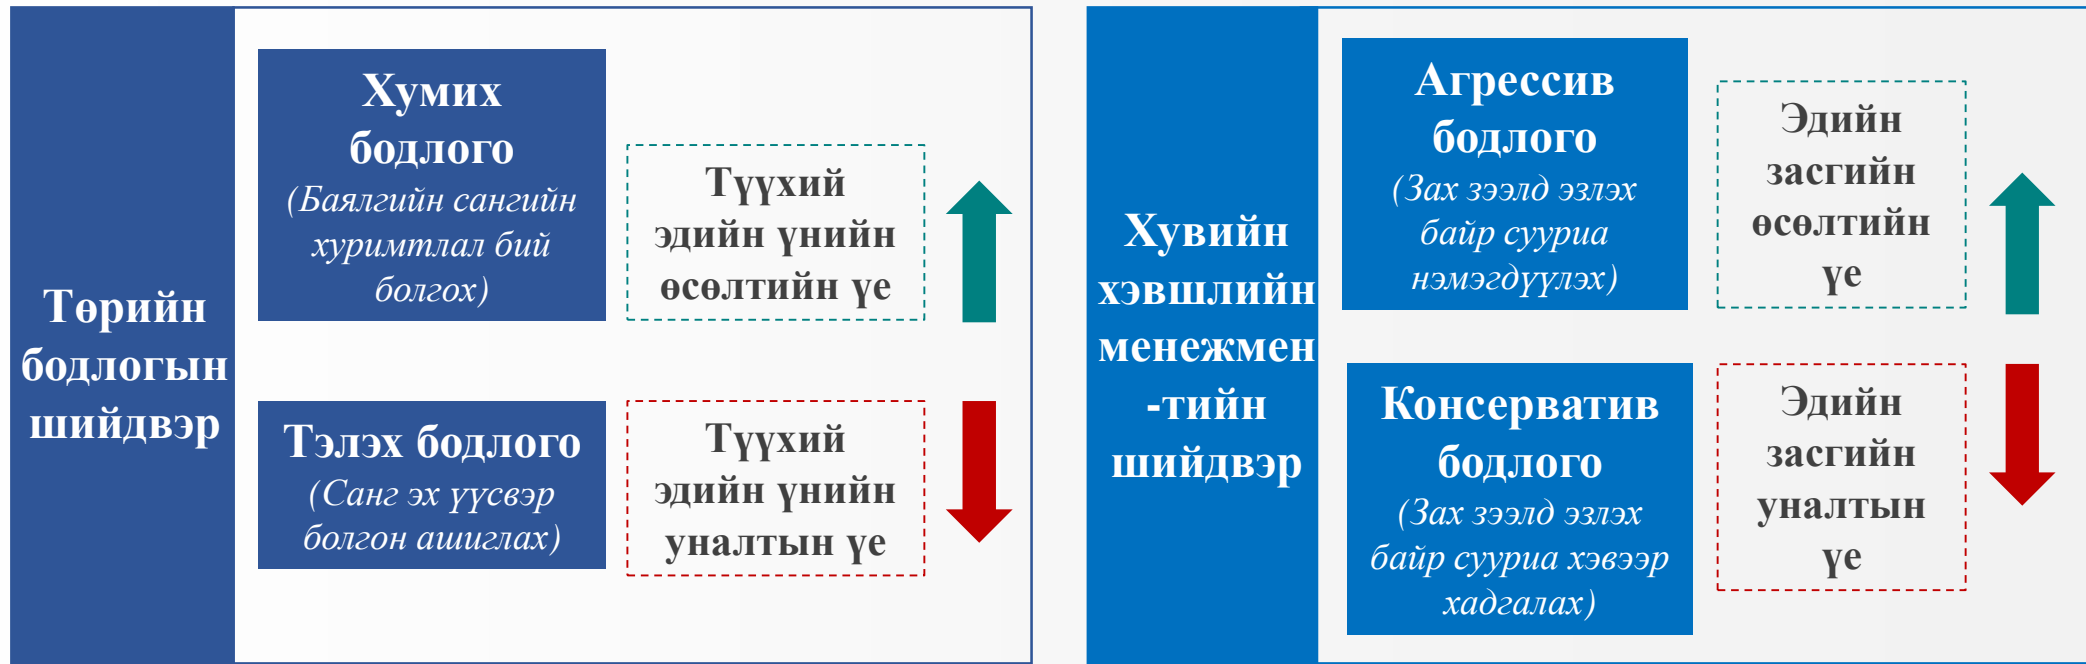 Төрийн
бодлогын
шийдвэр
Хумих
бодлого
(Баялгийн сангийн
хуримтлал бий
болгох)
Түүхий
эдийн үнийн
өсөлтийн үе
Тэлэх бодлого
(Санг эх үүсвэр
болгон ашиглах)
Түүхий
эдийн үнийн
уналтын үе
Хувийн
хэвшлийн
менежмен
-тийн
шийдвэр
Агрессив
бодлого
(Зах зээлд эзлэх
байр сууриа
нэмэгдүүлэх)
Эдийн
засгийн
өсөлтийн
үе
Консерватив
бодлого
(Зах зээлд эзлэх
байр сууриа хэвээр
хадгалах)
Эдийн
засгийн
уналтын
үе